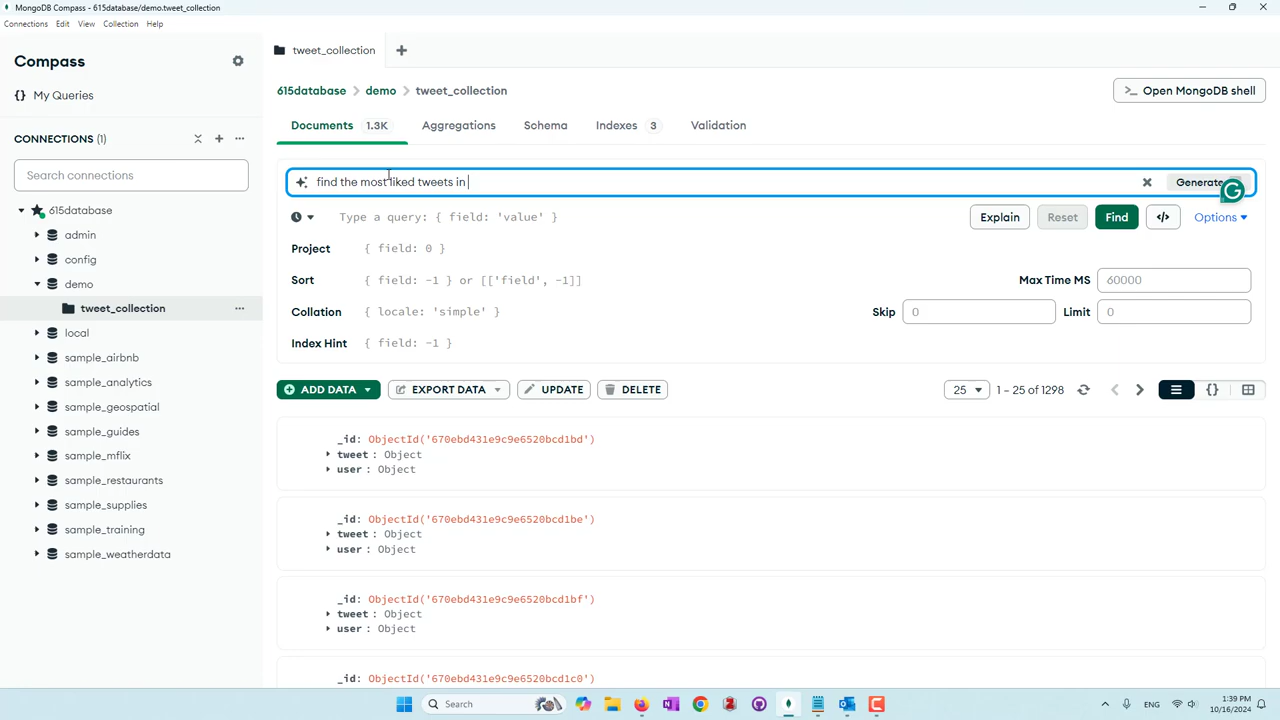 MongoDB Compass - 615database/demo.tweet_collection
Connections Edit View Collection Help
Compass
{} My Queries
CONNECTIONS (1)
Search connections
615database
admin
config
demo
tweet_collection
local
sample_airbnb
sample_analytics
sample_geospatial
sample_guides
sample_mflix
sample_restaurants
sample_supplies
sample_training
sample_weatherdata
tweet_collection
615database > demo > tweet_collection
>_ Open MongoDB shell
Documents 1.3K Aggregations Schema Indexes 3 Validation
find the most liked tweets in
Generate
Type a query: { field: 'value' }
Explain Reset Find </> Options
Project { field: 0 }
Sort { field: -1 } or [['field', -1]]
Max Time MS 60000
Collation { locale: 'simple' }
Skip 0 Limit 0
Index Hint { field: -1 }
ADD DATA EXPORT DATA UPDATE DELETE
25 1 – 25 of 1298 {}
_id: ObjectId('670ebd431e9c9e6520bcd1bd')
tweet : Object
user : Object
_id: ObjectId('670ebd431e9c9e6520bcd1be')
tweet : Object
user : Object
_id: ObjectId('670ebd431e9c9e6520bcd1bf')
tweet : Object
user : Object
_id: ObjectId('670ebd431e9c9e6520bcd1c0')
Search
ENG
1:39 PM
10/16/2024